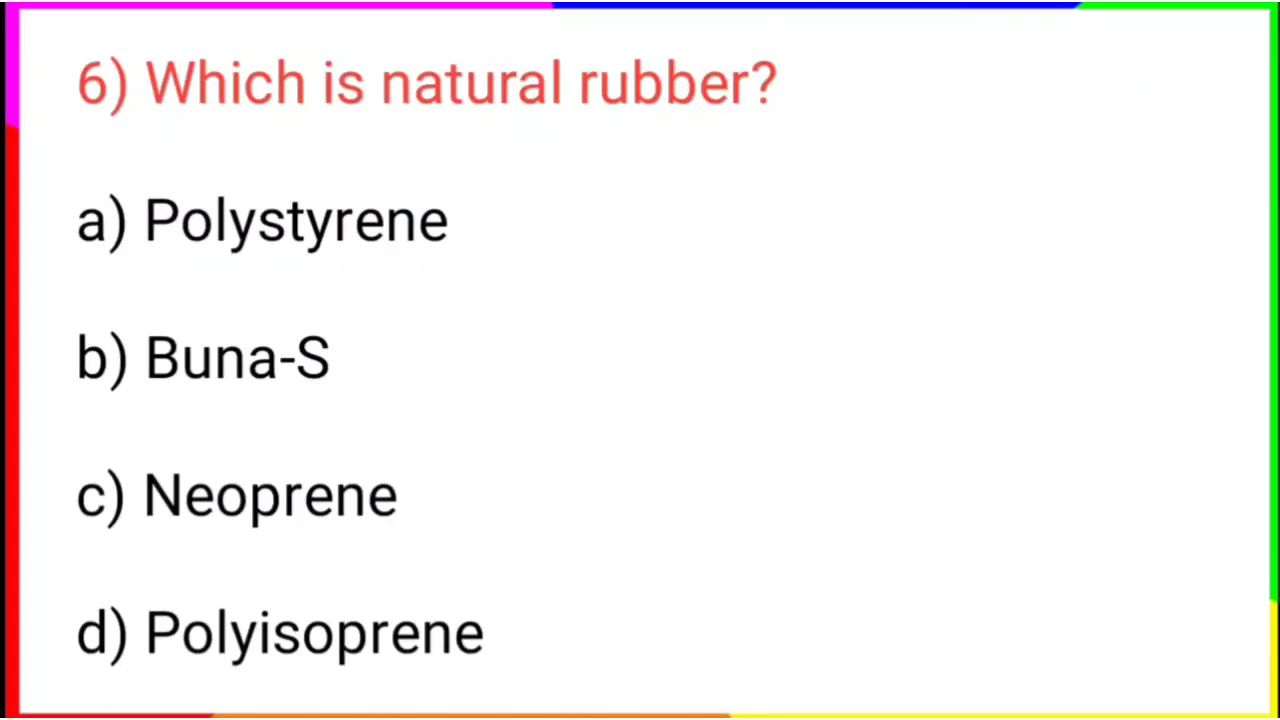 6) Which is natural rubber?
a) Polystyrene
b) Buna-S
c) Neoprene
d) Polyisoprene